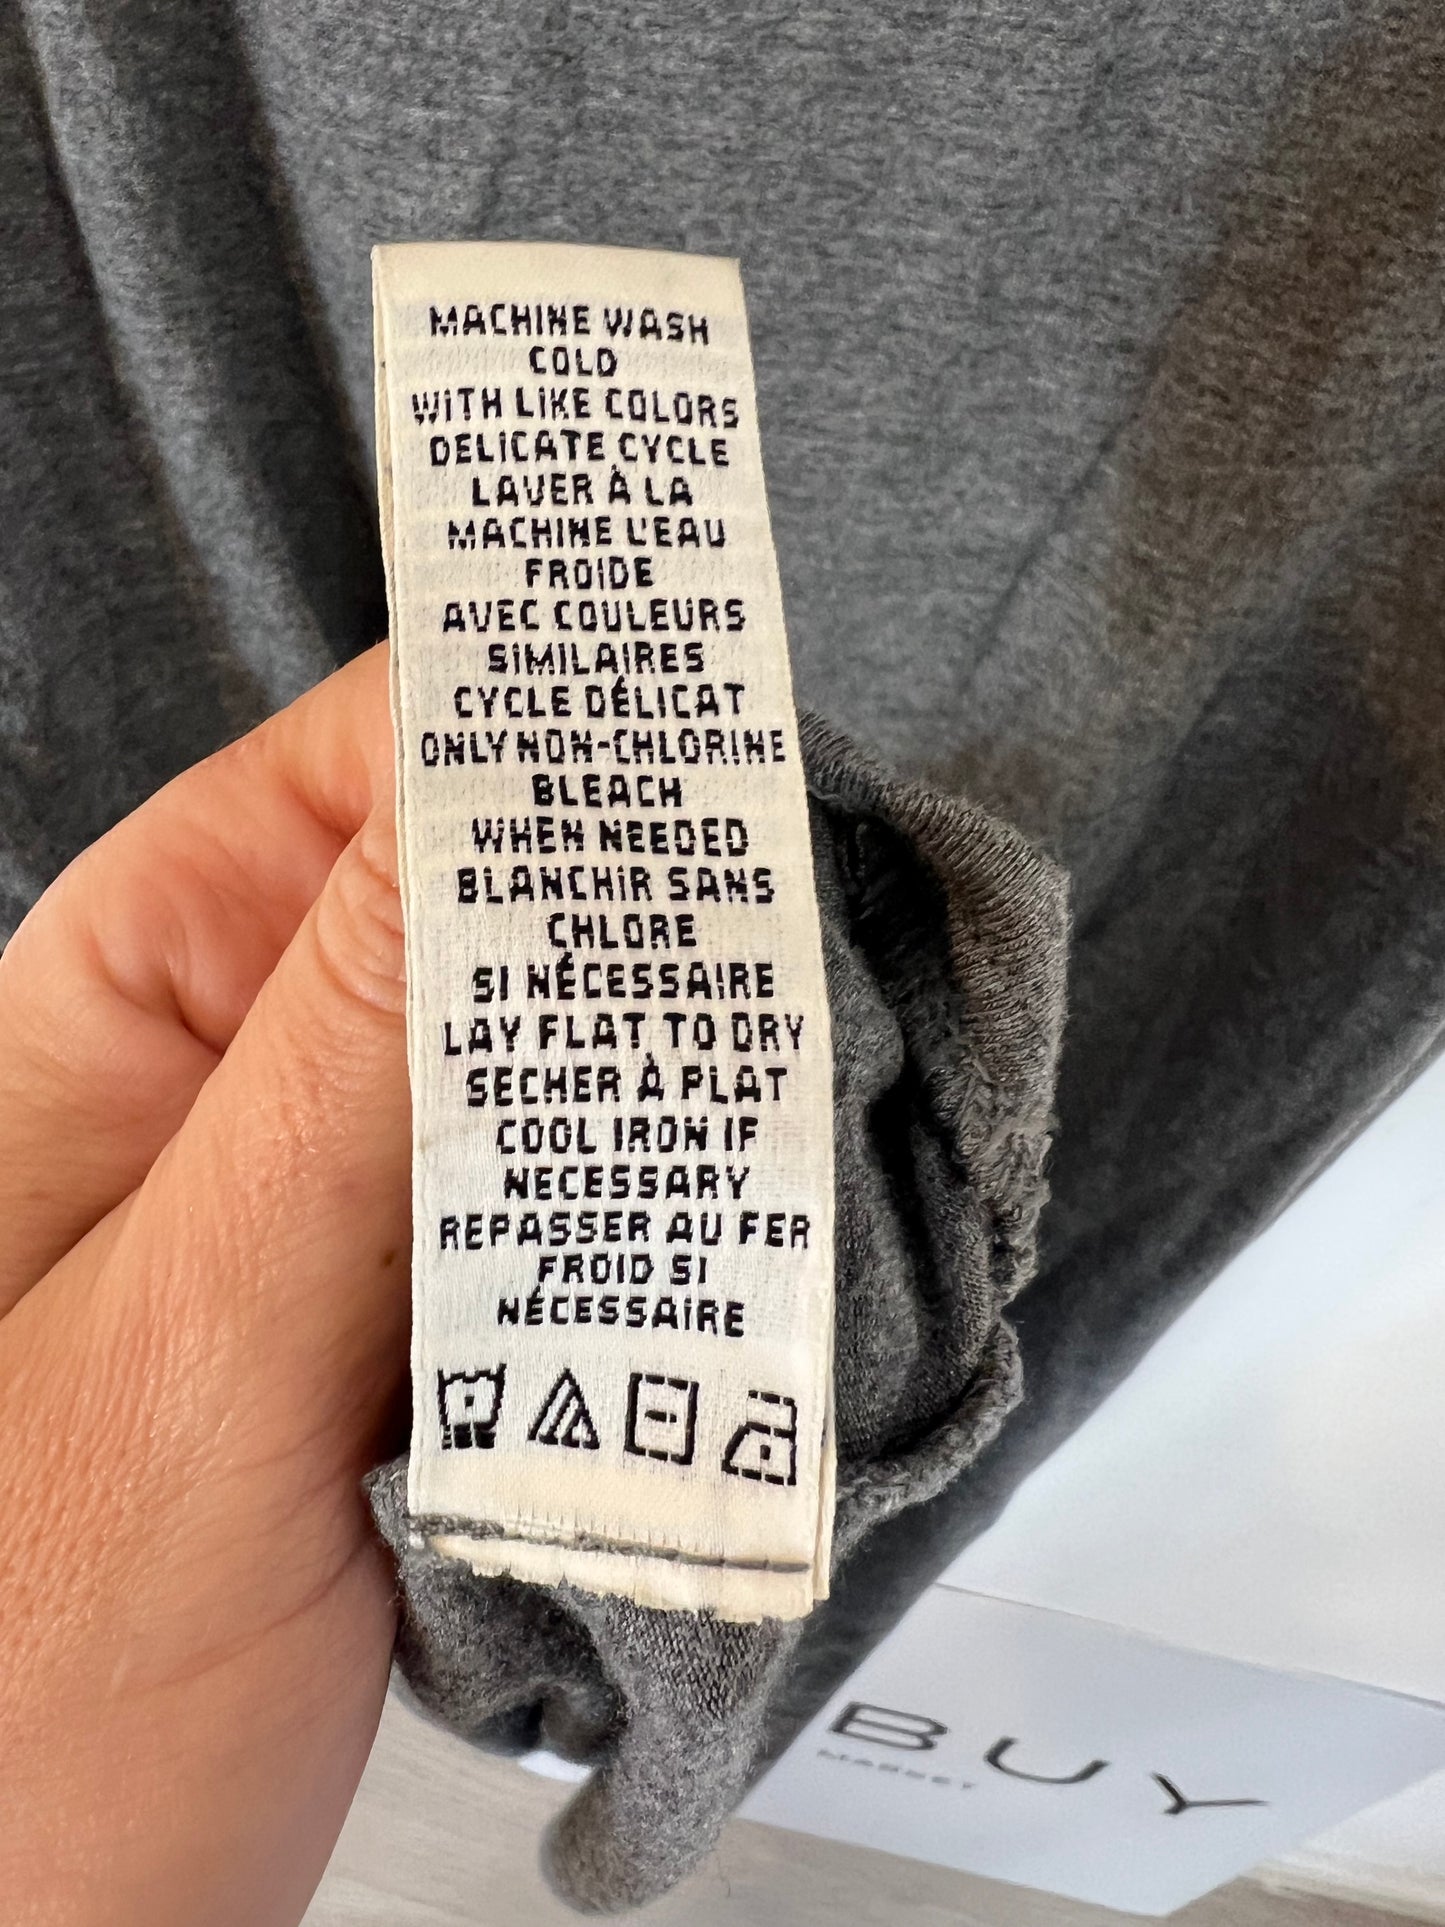 MACHINE WASH
COLD
WITH LIKE COLORS
DELICATE CYCLE
LAVER À LA
MACHINE L'EAU
FROIDE
AVEC COULEURS
SIMILAIRES
CYCLE DÉLICAT
ONLY NON-CHLORINE
BLEACH
WHEN NEEDED
BLANCHIR SANS
CHLORE
SI NÉCESSAIRE
LAY FLAT TO DRY
SECHER À PLAT
COOL IRON IF
NECESSARY
REPASSER AU FER
FROID SI
NÉCESSAIRE
BUY
MARKET